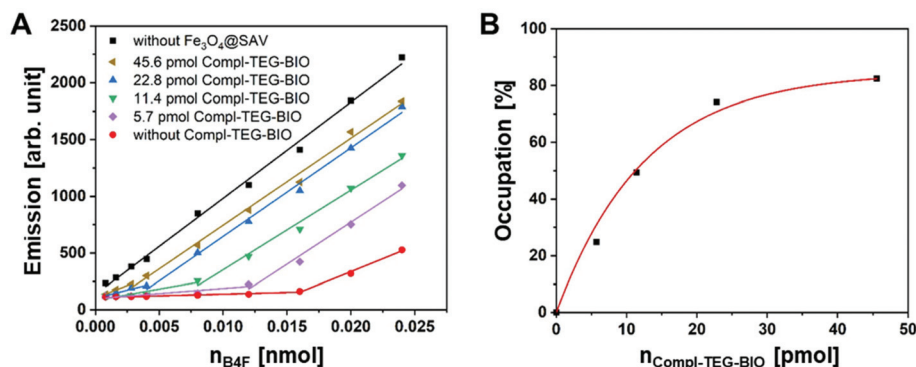 A
Emission [arb. unit]
2500
2000
1500
1000
500
0
without Fe₃O₄@SAV
45.6 pmol Compl-TEG-BIO
22.8 pmol Compl-TEG-BIO
11.4 pmol Compl-TEG-BIO
5.7 pmol Compl-TEG-BIO
without Compl-TEG-BIO
0.000 0.005 0.010 0.015 0.020 0.025
n_B4F [nmol]
B
Occupation [%]
100
80
60
40
20
0
0 10 20 30 40 50
n_Compl-TEG-BIO [pmol]